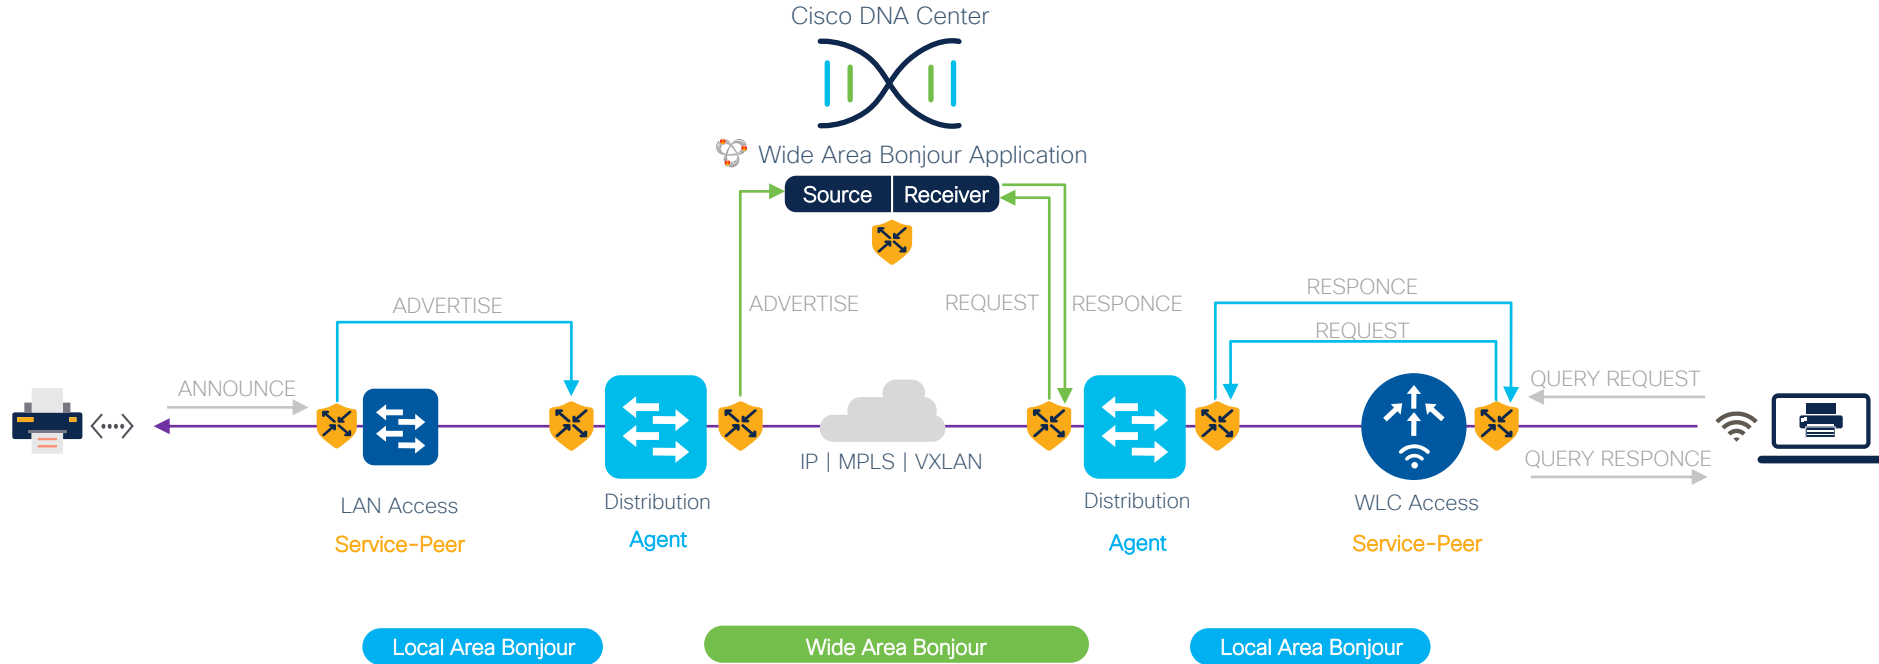 Cisco DNA Center
Wide Area Bonjour Application
Source
Receiver
ADVERTISE
ADVERTISE
REQUEST
RESPONCE
RESPONCE
REQUEST
ANNOUNCE
QUERY REQUEST
QUERY RESPONCE
IP | MPLS | VXLAN
LAN Access
Service-Peer
Distribution
Agent
Distribution
Agent
WLC Access
Service-Peer
Local Area Bonjour
Wide Area Bonjour
Local Area Bonjour